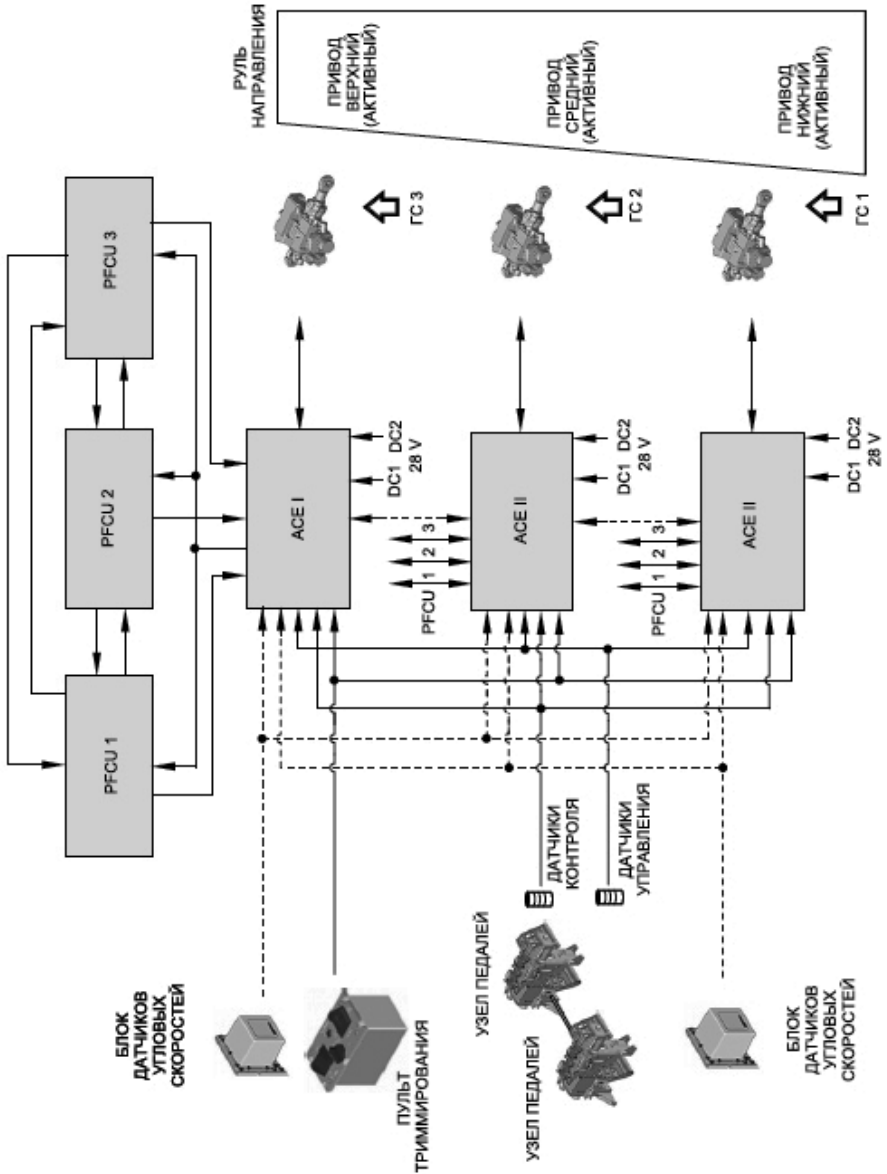 PFCU 1
PFCU 2
PFCU 3
РУЛЬ
НАПРАВЛЕНИЯ
БЛОК
ДАТЧИКОВ
УГЛОВЫХ
СКОРОСТЕЙ
ACE I
DC1 DC2
28 V
ГС 3
ПРИВОД
ВЕРХНИЙ
(АКТИВНЫЙ)
ПУЛЬТ
ТРИММИРОВАНИЯ
PFCU 1 2 3
ACE II
DC1 DC2
28 V
ГС 2
ПРИВОД
СРЕДНИЙ
(АКТИВНЫЙ)
УЗЕЛ ПЕДАЛЕЙ
УЗЕЛ ПЕДАЛЕЙ
ДАТЧИКИ
КОНТРОЛЯ
ДАТЧИКИ
УПРАВЛЕНИЯ
PFCU 1 2 3
ACE II
DC1 DC2
28 V
ГС 1
ПРИВОД
НИЖНИЙ
(АКТИВНЫЙ)
БЛОК
ДАТЧИКОВ
УГЛОВЫХ
СКОРОСТЕЙ